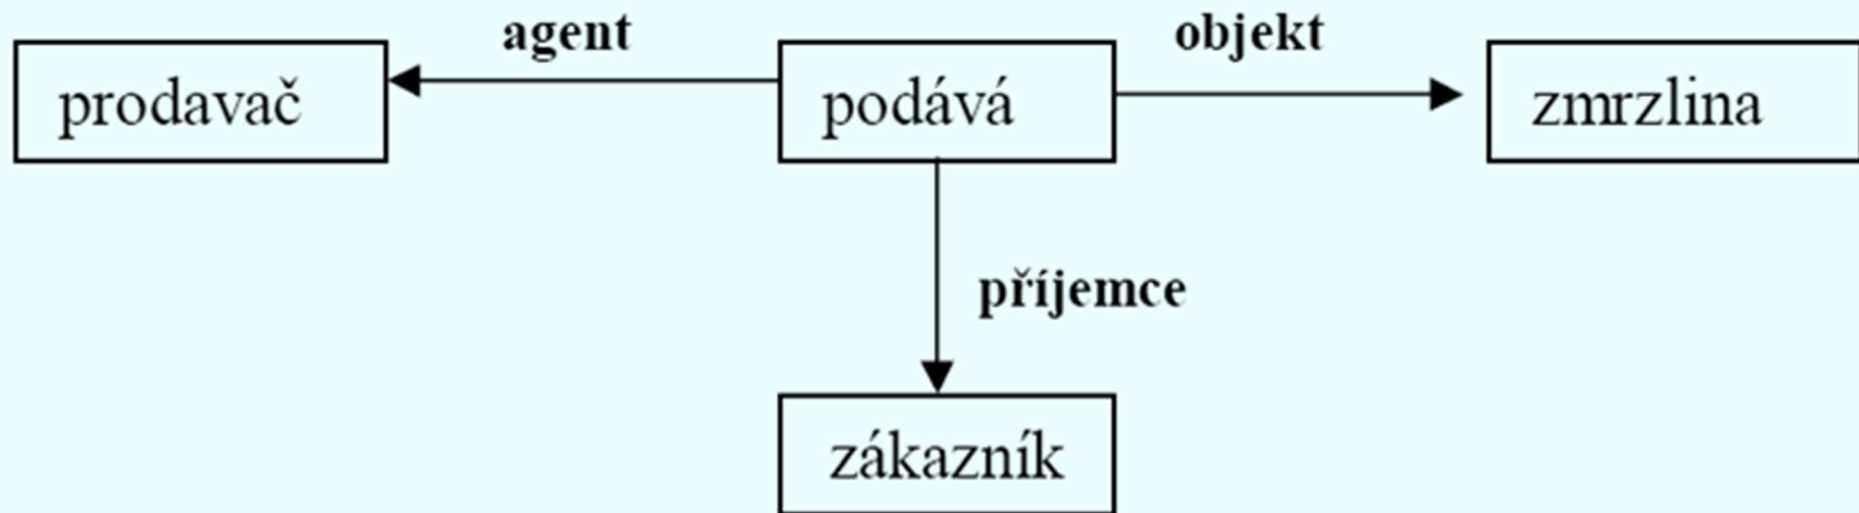 agent
objekt
prodavač
podává
zmrzlina
příjemce
zákazník